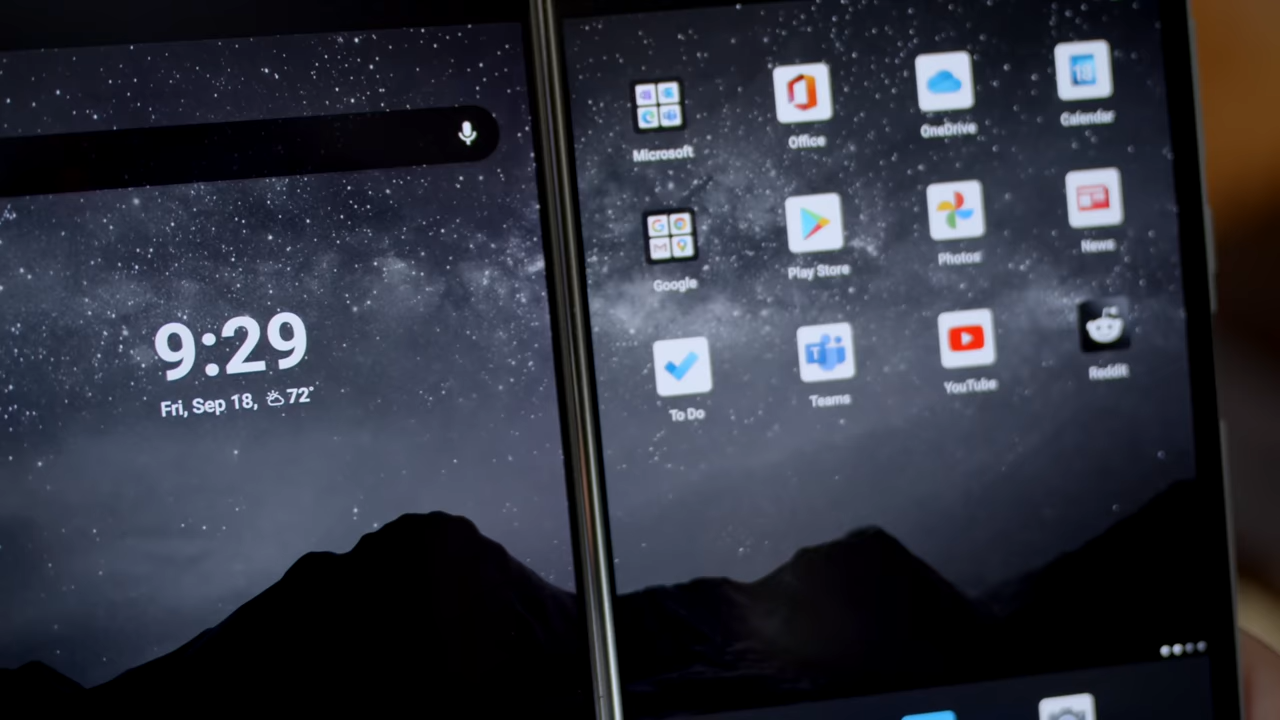 9:29
Fri, Sep 18, 72°
Microsoft
Office
OneDrive
18
Calendar
Google
Play Store
Photos
News
To Do
T
Teams
YouTube
Reddit